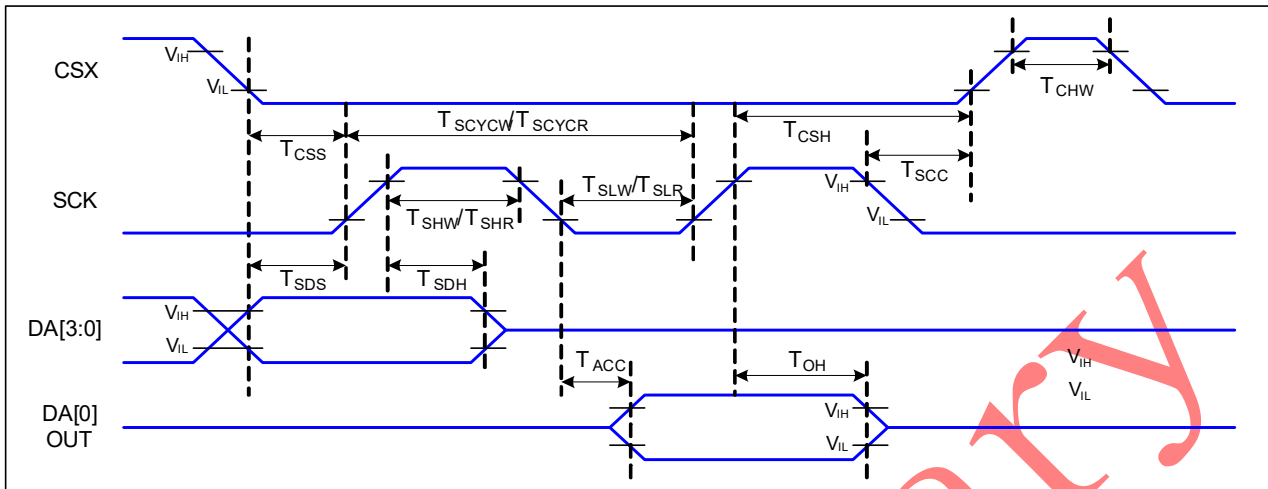 CSX
VIH
VIL
TCHW
TSCYCW/TSCYCR
TCSS
TCSH
TSCC
SCK
TSLW/TSLR
VIH
TSHW/TSHR
VIL
TSDS
TSDH
DA[3:0]
VIH
VIL
TACC
TOH
VIH
VIL
DA[0]
OUT
VIH
VIL
ry